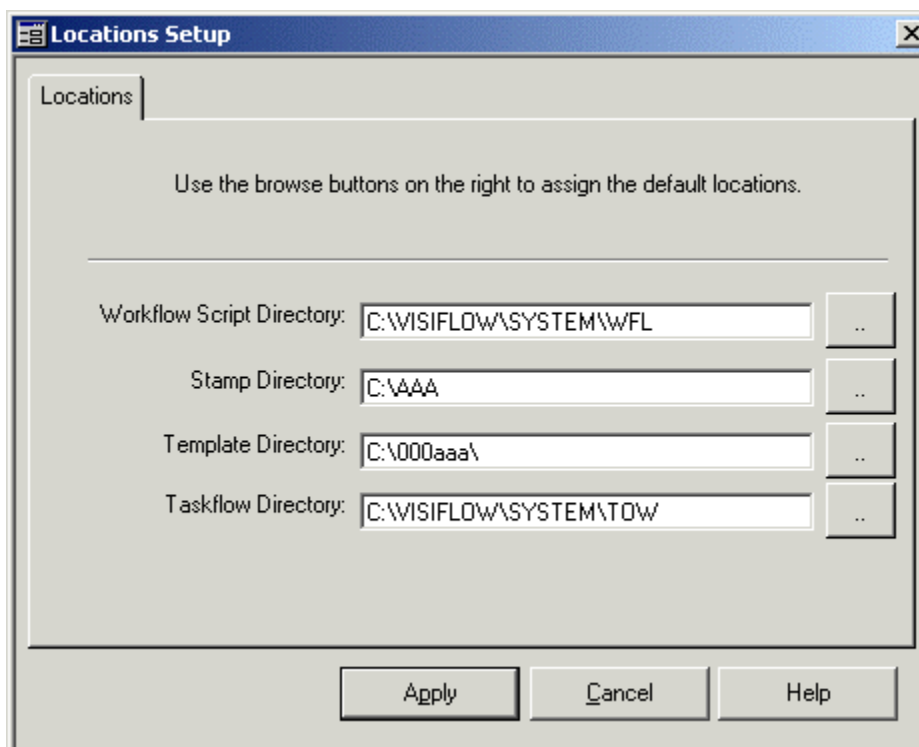 Locations Setup
Locations
Use the browse buttons on the right to assign the default locations.
Workflow Script Directory: C:\VISIFLOW\SYSTEM\WFL ..
Stamp Directory: C:\AAA ..
Template Directory: C:\000aaa\ ..
Taskflow Directory: C:\VISIFLOW\SYSTEM\TOW ..
Apply Cancel Help